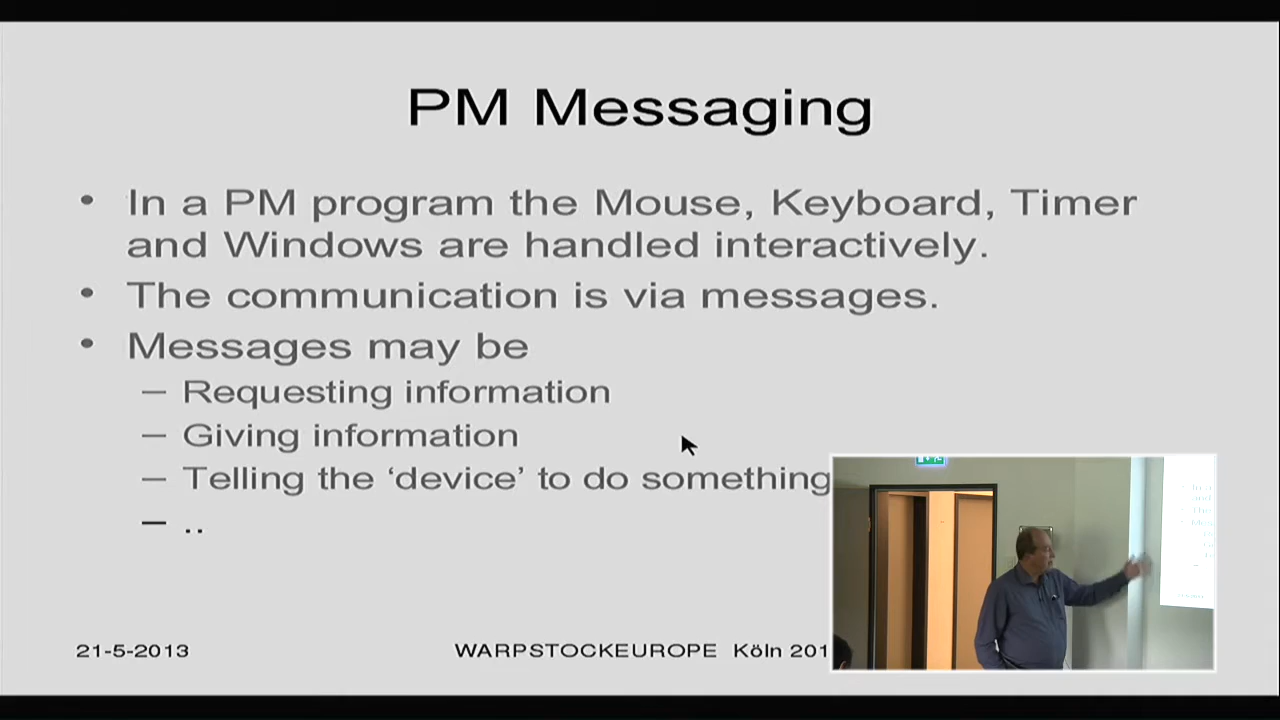 PM Messaging
• In a PM program the Mouse, Keyboard, Timer
and Windows are handled interactively.
• The communication is via messages.
• Messages may be
– Requesting information
– Giving information
– Telling the ‘device’ to do something
– ..
21-5-2013
WARPSTOCKEUROPE Köln 201